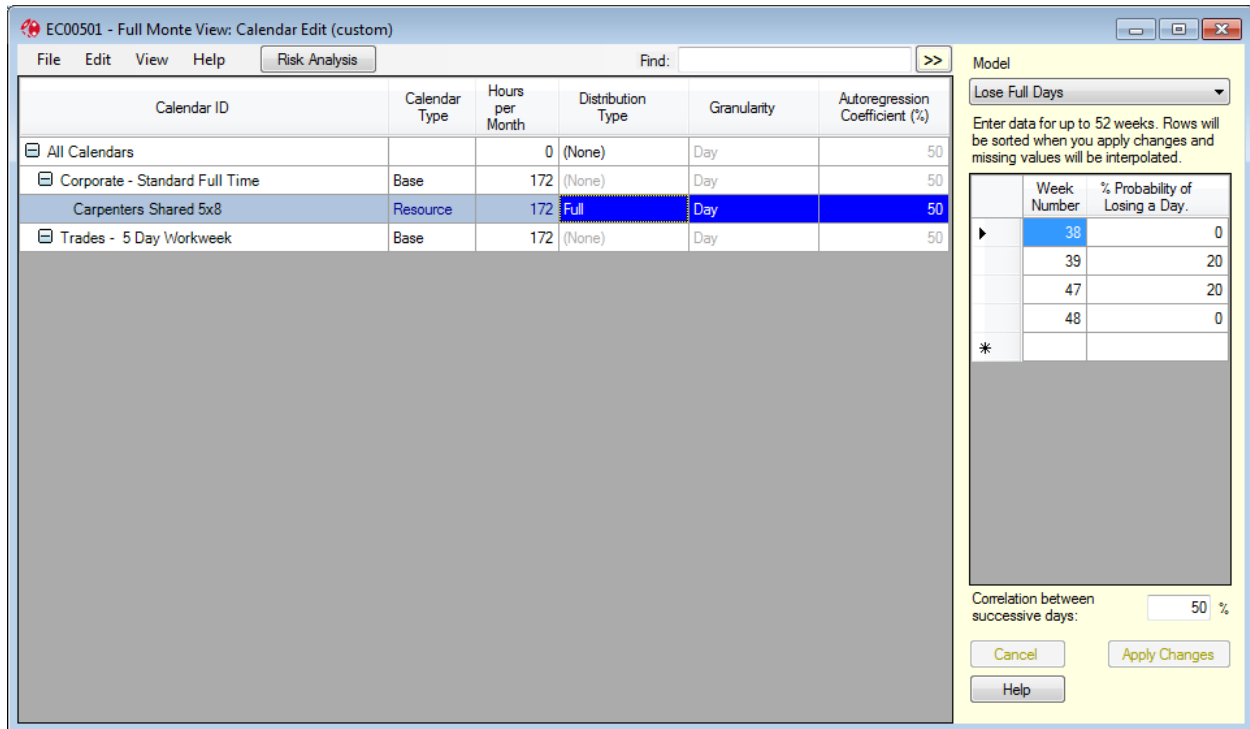 EC00501 - Full Monte View: Calendar Edit (custom)
File Edit View Help Risk Analysis Find: >>
Calendar ID Calendar Type Hours per Month Distribution Type Granularity Autoregression Coefficient (%)
All Calendars 0 (None) Day 50
Corporate - Standard Full Time Base 172 (None) Day 50
Carpenters Shared 5x8 Resource 172 Full Day 50
Trades - 5 Day Workweek Base 172 (None) Day 50
Model
Lose Full Days
Enter data for up to 52 weeks. Rows will
be sorted when you apply changes and
missing values will be interpolated.
Week Number % Probability of Losing a Day.
38 0
39 20
47 20
48 0
*
Correlation between
successive days: 50 %
Cancel Apply Changes
Help